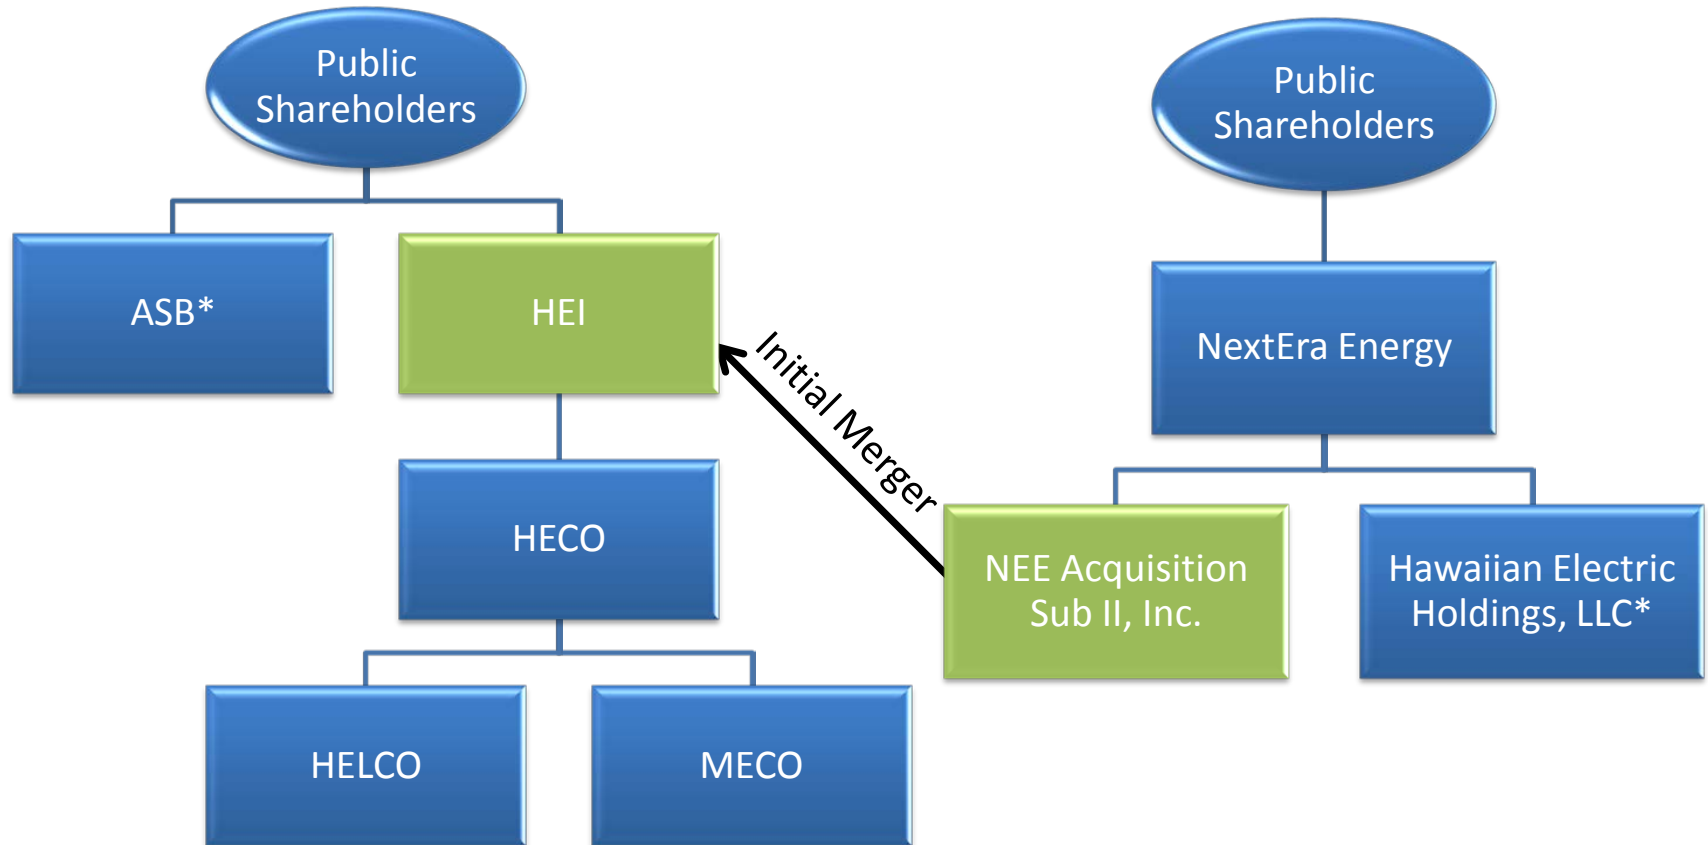 Public
Shareholders
Public
Shareholders
ASB*
HEI
NextEra Energy
Initial Merger
HECO
NEE Acquisition
Sub II, Inc.
Hawaiian Electric
Holdings, LLC*
HELCO
MECO